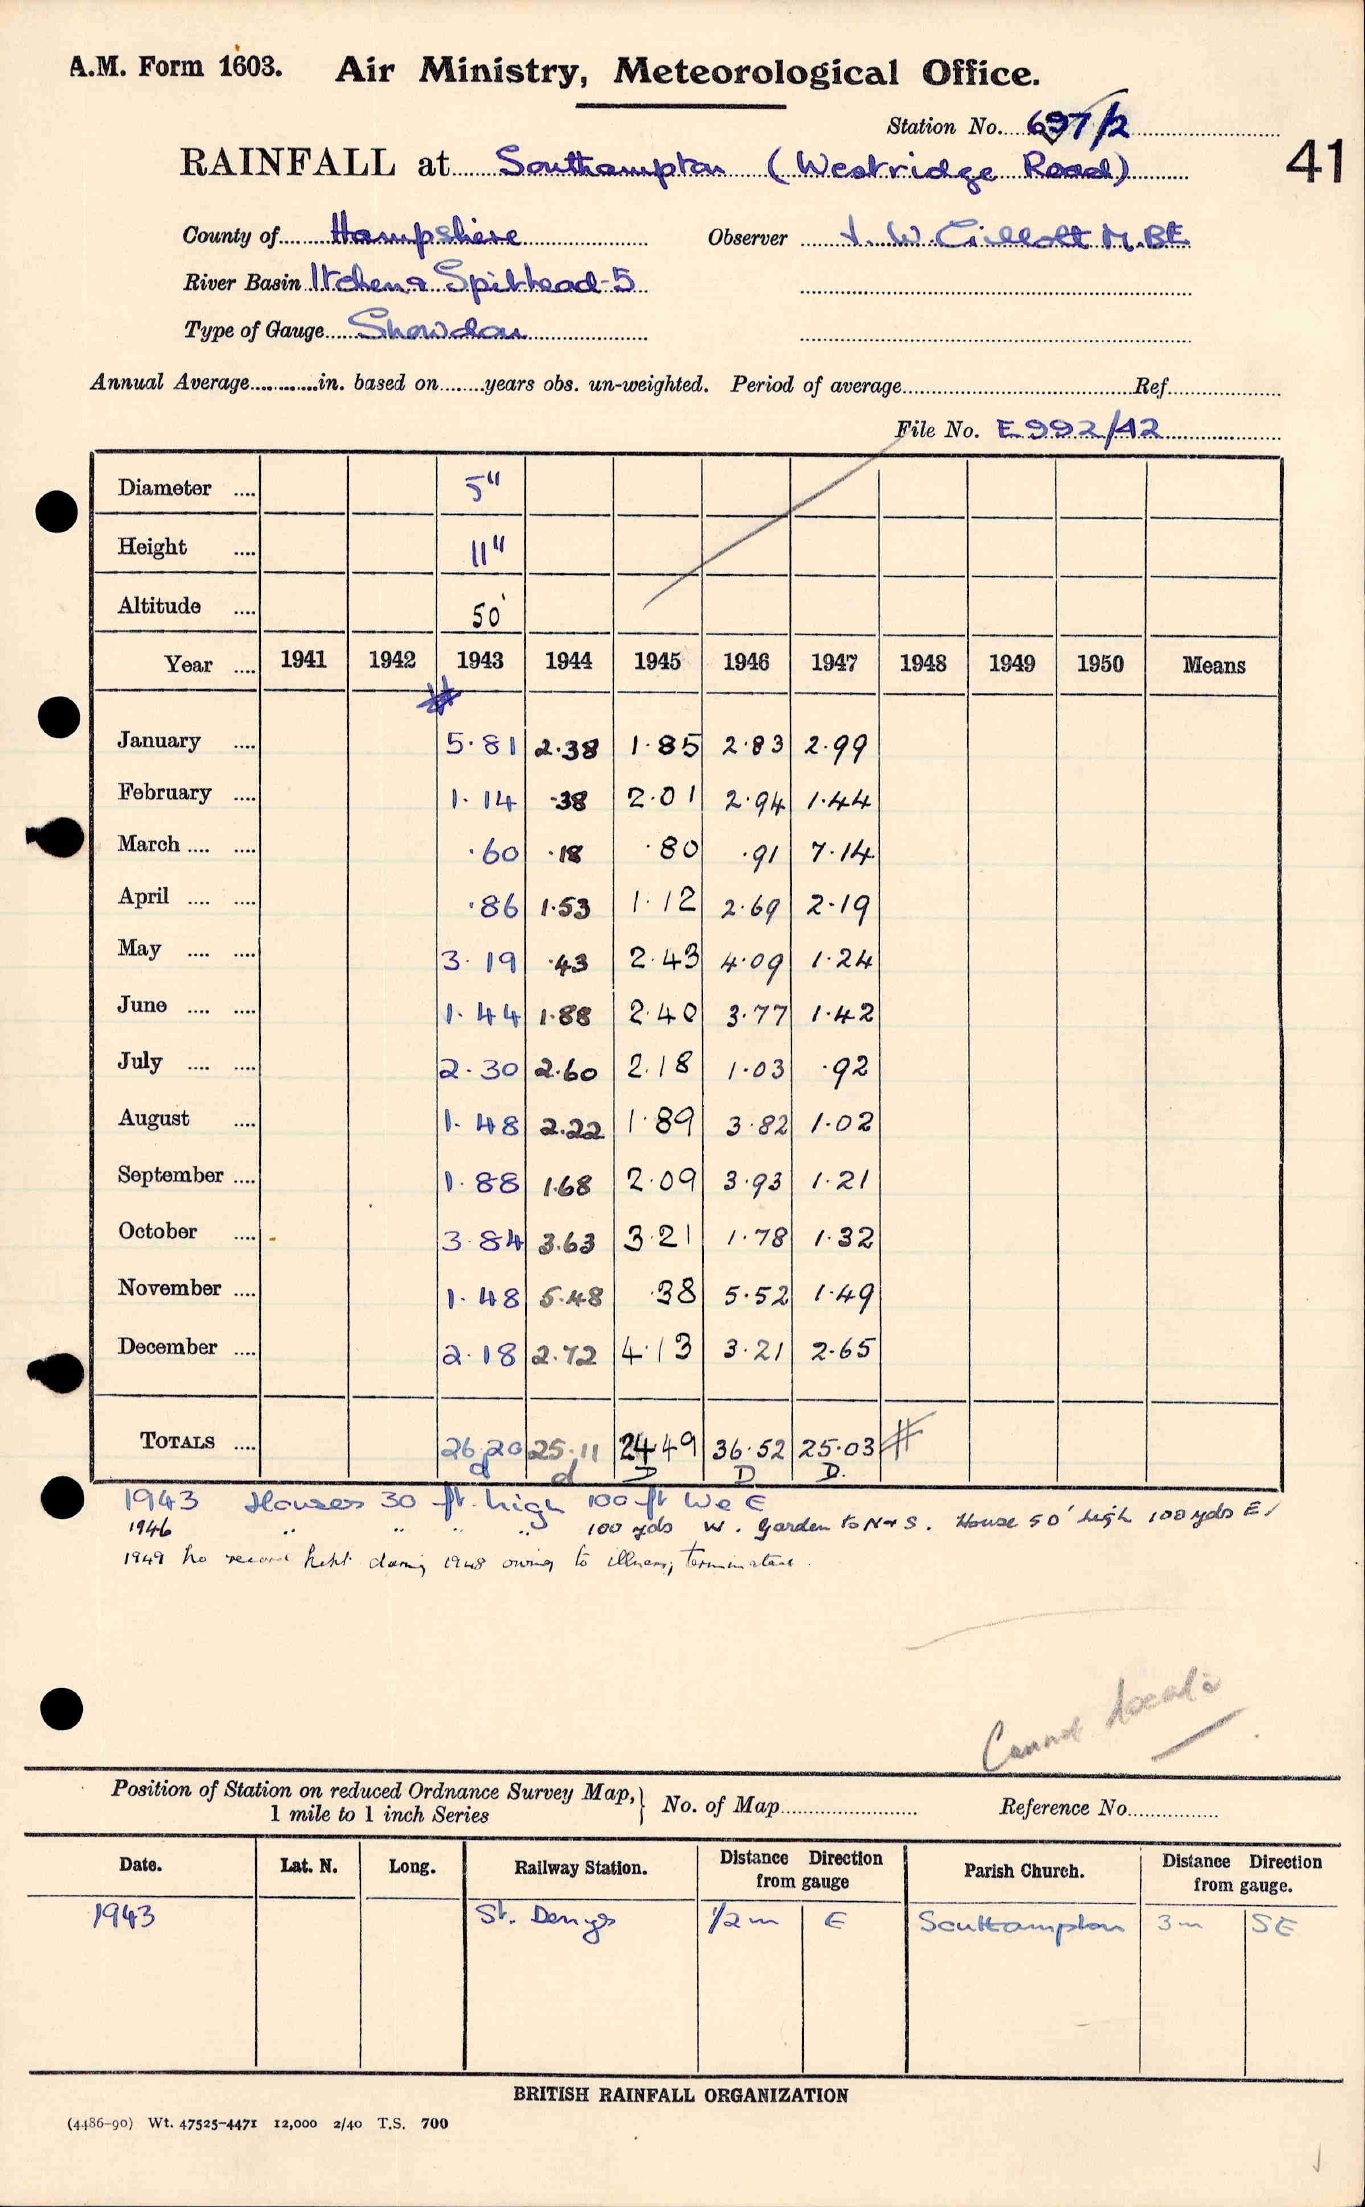 A.M. Form 1603. Air Ministry, Meteorological Office.
Station No. 697/2
41
RAINFALL at Southampton (Westridge Road)
County of Hampshire Observer J. W. Gillott M.B.E.
River Basin Itchen & Spithead-5
Type of Gauge Snowdon
Annual Average............in. based on........years obs. un-weighted. Period of average Ref
File No. E992/42
Diameter .... 5"
Height .... 11"
Altitude .... 50'
Year .... 1941 1942 1943 1944 1945 1946 1947 1948 1949 1950 Means
January .... 5.81 2.38 1.85 2.83 2.99
February .... 1.14 .38 2.01 2.94 1.44
March .... .... .60 .18 .80 .91 7.14
April .... .... .86 1.53 1.12 2.69 2.19
May .... .... 3.19 .43 2.43 4.09 1.24
June .... .... 1.44 1.88 2.40 3.77 1.42
July .... .... 2.30 2.60 2.18 1.03 .92
August .... 1.48 2.22 1.89 3.82 1.02
September .... 1.88 1.68 2.09 3.93 1.21
October .... 3.84 3.63 3.21 1.78 1.32
November .... 1.48 5.48 .38 5.52 1.49
December .... 2.18 2.72 4.13 3.21 2.65
TOTALS .... 26.20 25.11 24.49 36.52 25.03
d d D D D.
1943 Houses 30 ft. high 100 ft W & E
1946 " " " " 100 yds W. Garden to N & S. House 50' high 100 yds E
1949 No record kept during 1948 owing to illness, terminated.
Cannot locate
Position of Station on reduced Ordnance Survey Map, 1 mile to 1 inch Series } No. of Map Reference No.
Date. Lat. N. Long. Railway Station. Distance Direction from gauge Parish Church. Distance Direction from gauge.
1943 St. Denys 1/2 m E Southampton 3 m SE
BRITISH RAINFALL ORGANIZATION
(4486-90) Wt. 47525-4471 12,000 2/40 T.S. 700